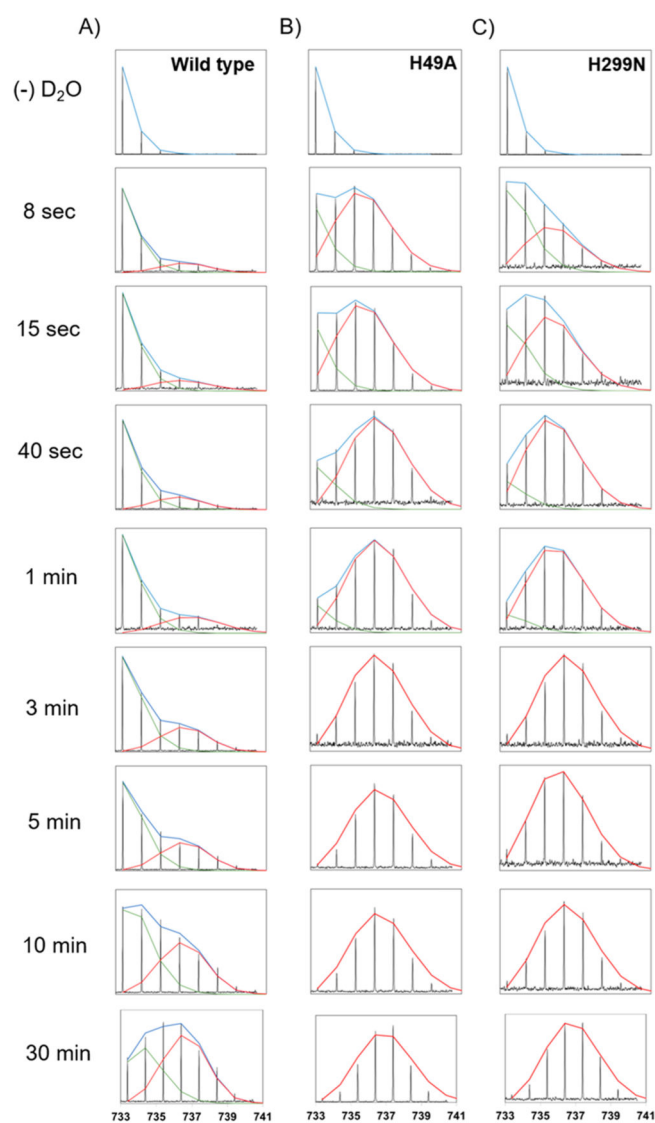 A) B) C)
Wild type H49A H299N
(-) D₂O
8 sec
15 sec
40 sec
1 min
3 min
5 min
10 min
30 min
733 735 737 739 741 733 735 737 739 741 733 735 737 739 741